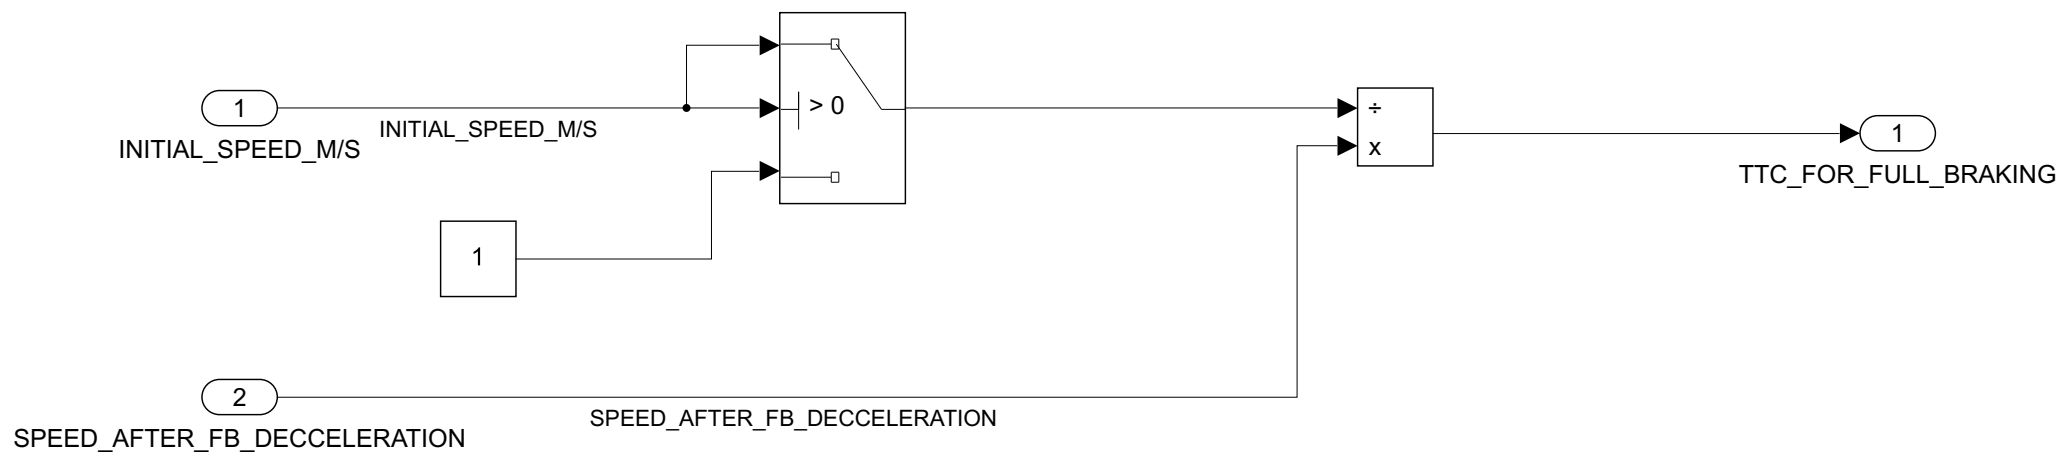 > 0
1
INITIAL_SPEED_M/S
INITIAL_SPEED_M/S
÷
x
1
TTC_FOR_FULL_BRAKING
1
2
SPEED_AFTER_FB_DECCELERATION
SPEED_AFTER_FB_DECCELERATION